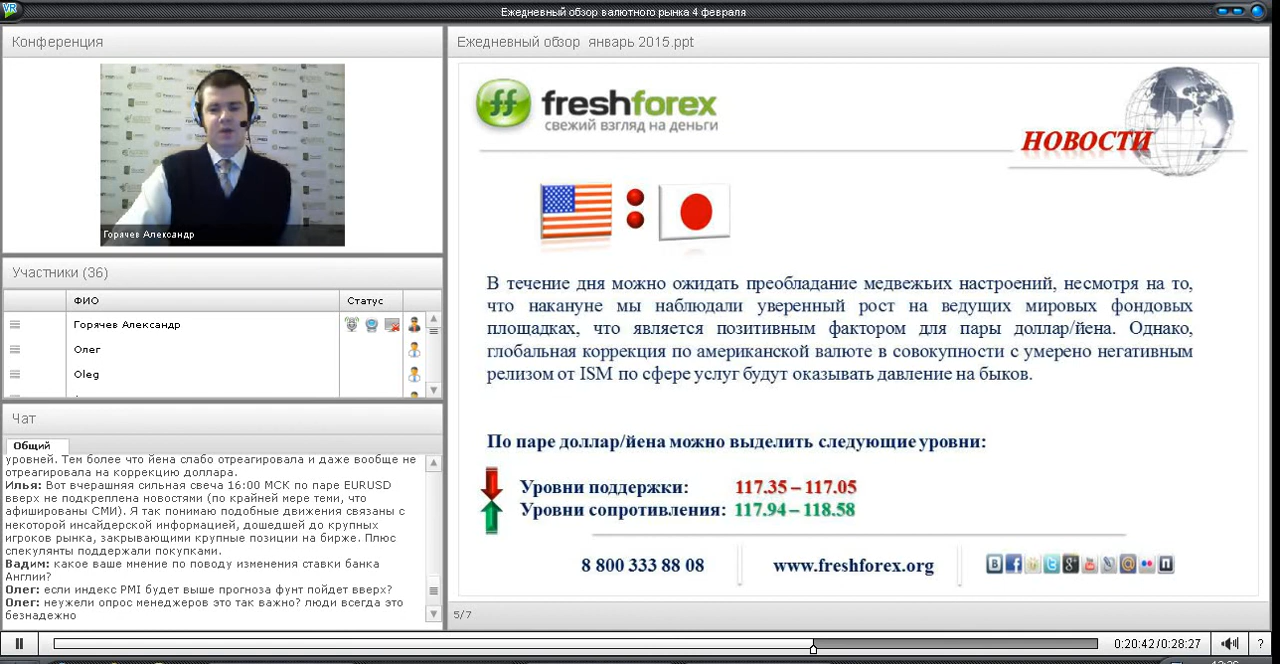 Ежедневный обзор валютного рынка 4 февраля
Конференция
Горачев Александр
Участники (36)
ФИО
Статус
Горячев Александр
Олег
Oleg
Чат
Общий
уровней. Тем более что йена слабо отреагировала и даже вообще не
отреагировала на коррекцию доллара.
Илья: Вот вчерашняя сильная свеча 16:00 МСК по паре EURUSD
вверх не подкреплена новостями (по крайней мере теми, что
афишированы СМИ). Я так понимаю подобные движения связаны с
некоторой инсайдерской информацией, дошедшей до крупных
игроков рынка, закрывающими крупные позиции на бирже. Плюс
спекулянты поддержали покупками.
Вадим: какое ваше мнение по поводу изменения ставки банка
Англии?
Олег: если индекс PMI будет выше прогноза фунт пойдет вверх?
Олег: неужели опрос менеджеров это так важно? люди всегда это
безнадежно
Ежедневный обзор январь 2015.ppt
freshforex
свежий взгляд на деньги
НОВОСТИ
В течение дня можно ожидать преобладание медвежьих настроений, несмотря на то,
что накануне мы наблюдали уверенный рост на ведущих мировых фондовых
площадках, что является позитивным фактором для пары доллар/йена. Однако,
глобальная коррекция по американской валюте в совокупности с умерено негативным
релизом от ISM по сфере услуг будут оказывать давление на быков.
По паре доллар/йена можно выделить следующие уровни:
Уровни поддержки: 117.35 – 117.05
Уровни сопротивления: 117.94 – 118.58
8 800 333 88 08
www.freshforex.org
5/7
0:20:42/0:28:27